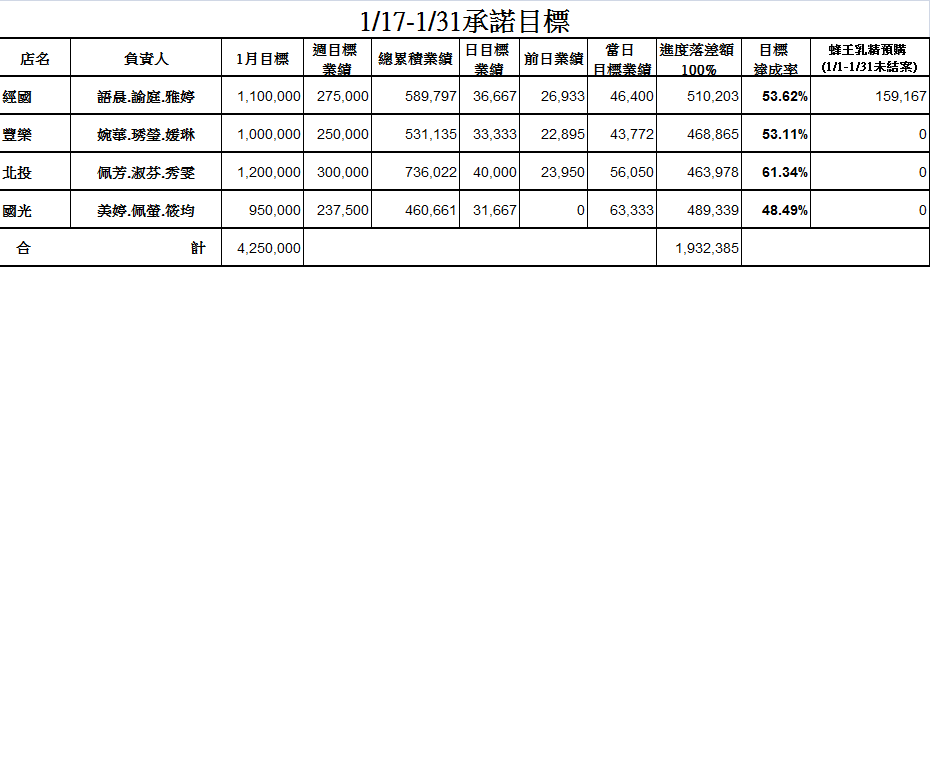 1/17-1/31承諾目標
店名 負責人 1月目標 週目標業績 總累積業績 日目標業績 前日業績 當日目標業績 進度落差額100% 目標達成率 蜂王乳精預購(1/1-1/31未結案)
經國 語晨.諭庭.雅婷 1,100,000 275,000 589,797 36,667 26,933 46,400 510,203 53.62% 159,167
豐樂 婉華.琇瑩.媛琳 1,000,000 250,000 531,135 33,333 22,895 43,772 468,865 53.11% 0
北投 佩芳.淑芬.秀雯 1,200,000 300,000 736,022 40,000 23,950 56,050 463,978 61.34% 0
國光 美婷.佩螢.筱均 950,000 237,500 460,661 31,667 0 63,333 489,339 48.49% 0
合 計 4,250,000 1,932,385